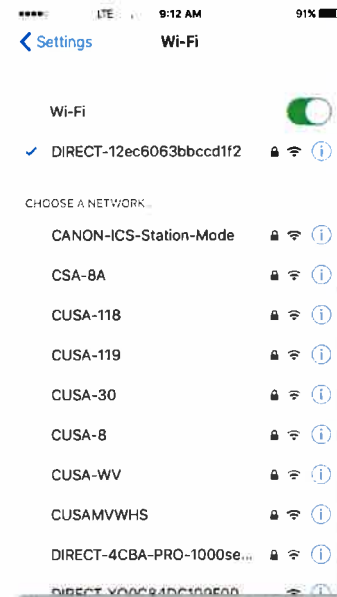 LTE 9:12 AM 91%
Settings Wi-Fi
Wi-Fi
DIRECT-12ec6063bbccd1f2
CHOOSE A NETWORK...
CANON-ICS-Station-Mode
CSA-8A
CUSA-118
CUSA-119
CUSA-30
CUSA-8
CUSA-WV
CUSAMVWHS
DIRECT-4CBA-PRO-1000se...